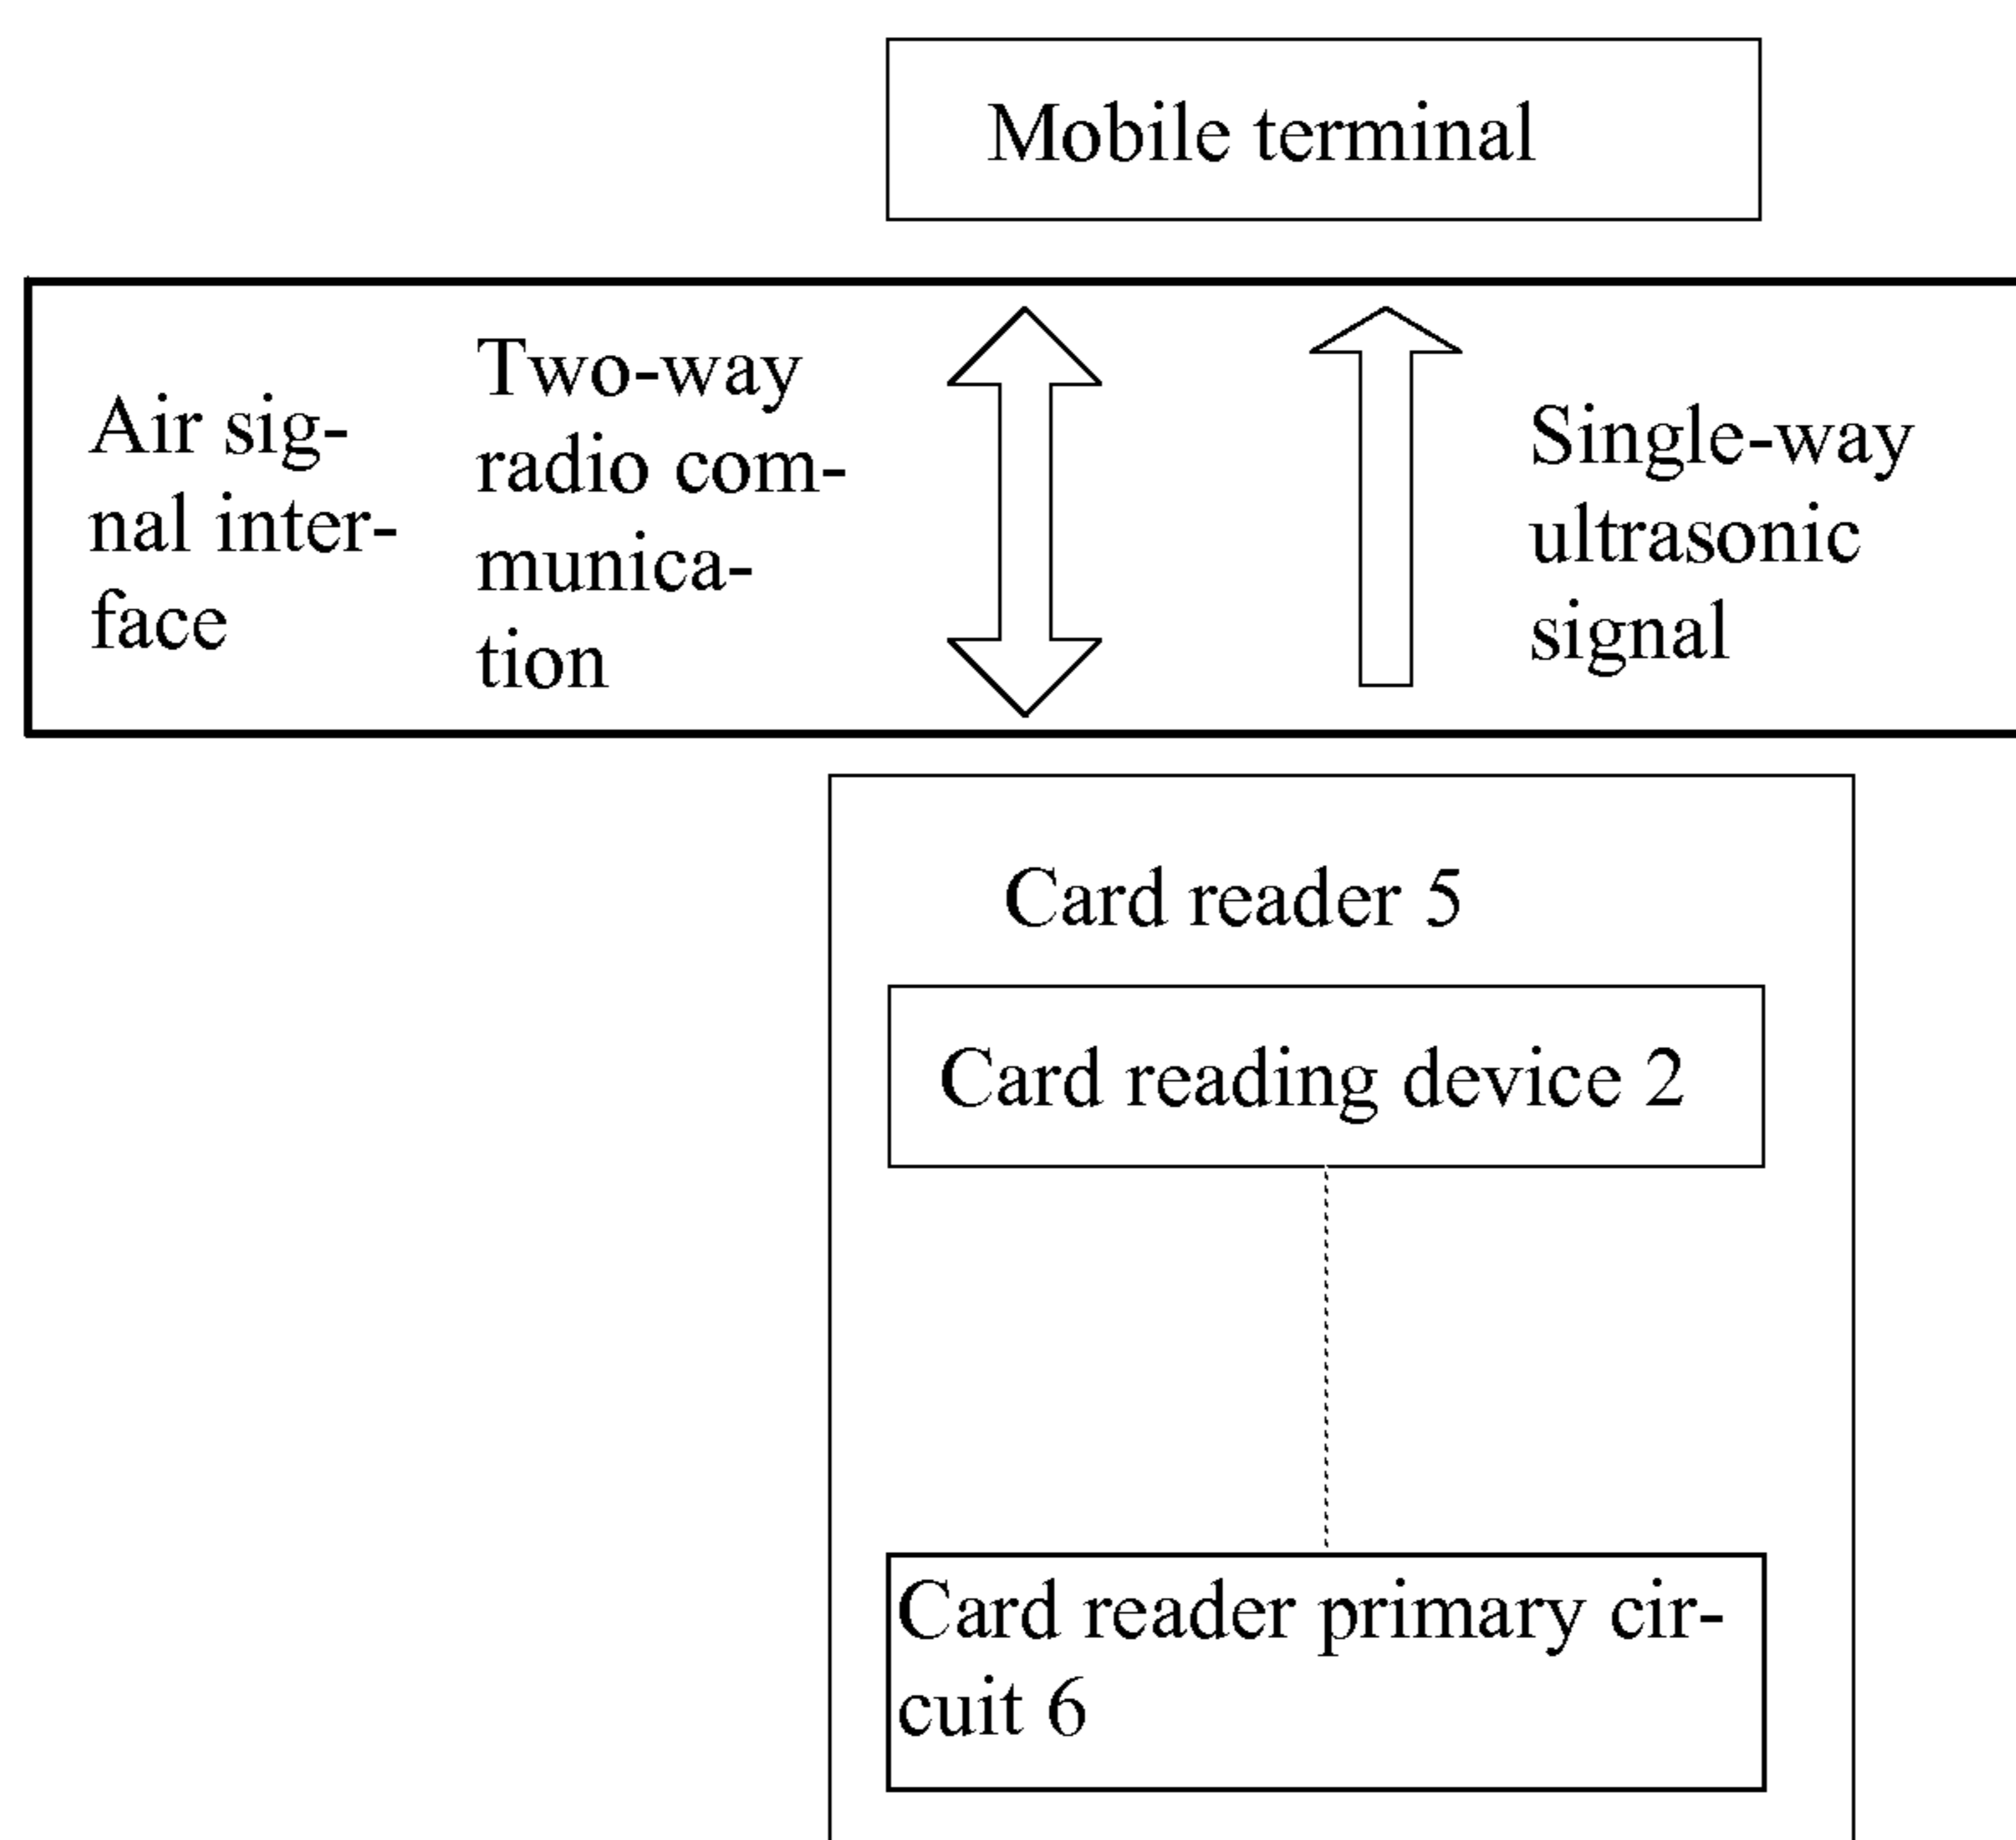 Mobile terminal
Air sig-
nal inter-
face
Two-way
radio com-
munica-
tion
Single-way
ultrasonic
signal
Card reader 5
Card reading device 2
Card reader primary cir-
cuit 6